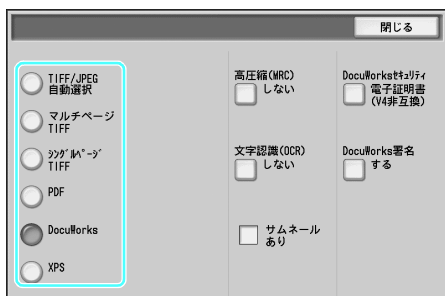 閉じる
TIFF/JPEG
自動選択
マルチページ
TIFF
シングルページ
TIFF
PDF
DocuWorks
XPS
高圧縮(MRC)
しない
文字認識(OCR)
しない
サムネール
あり
DocuWorksセキュリティ
電子証明書
(V4非互換)
DocuWorks署名
する